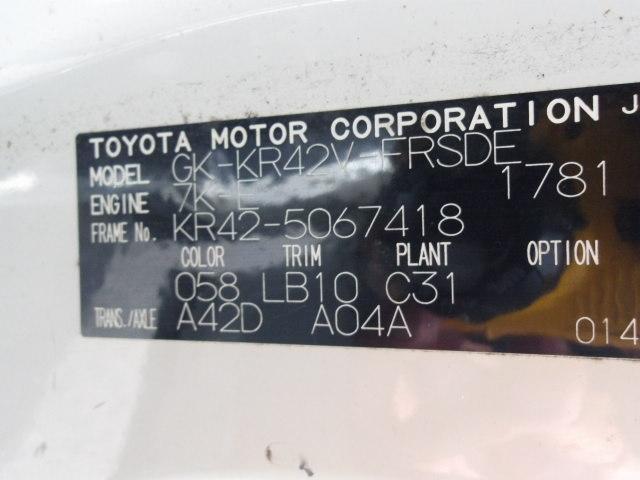 TOYOTA MOTOR CORPORATION J
MODEL GK-KR42V-FRSDE
ENGINE 7K-E 1781
FRAME No. KR42-5067418
COLOR TRIM PLANT OPTION
058 LB10 C31
TRANS./AXLE A42D A04A 014